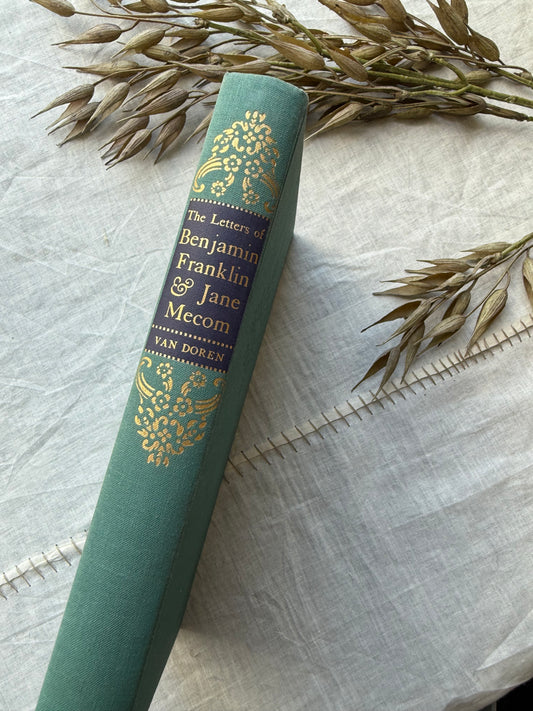 The Letters of
Benjamin
Franklin
& Jane
Mecom
VAN DOREN